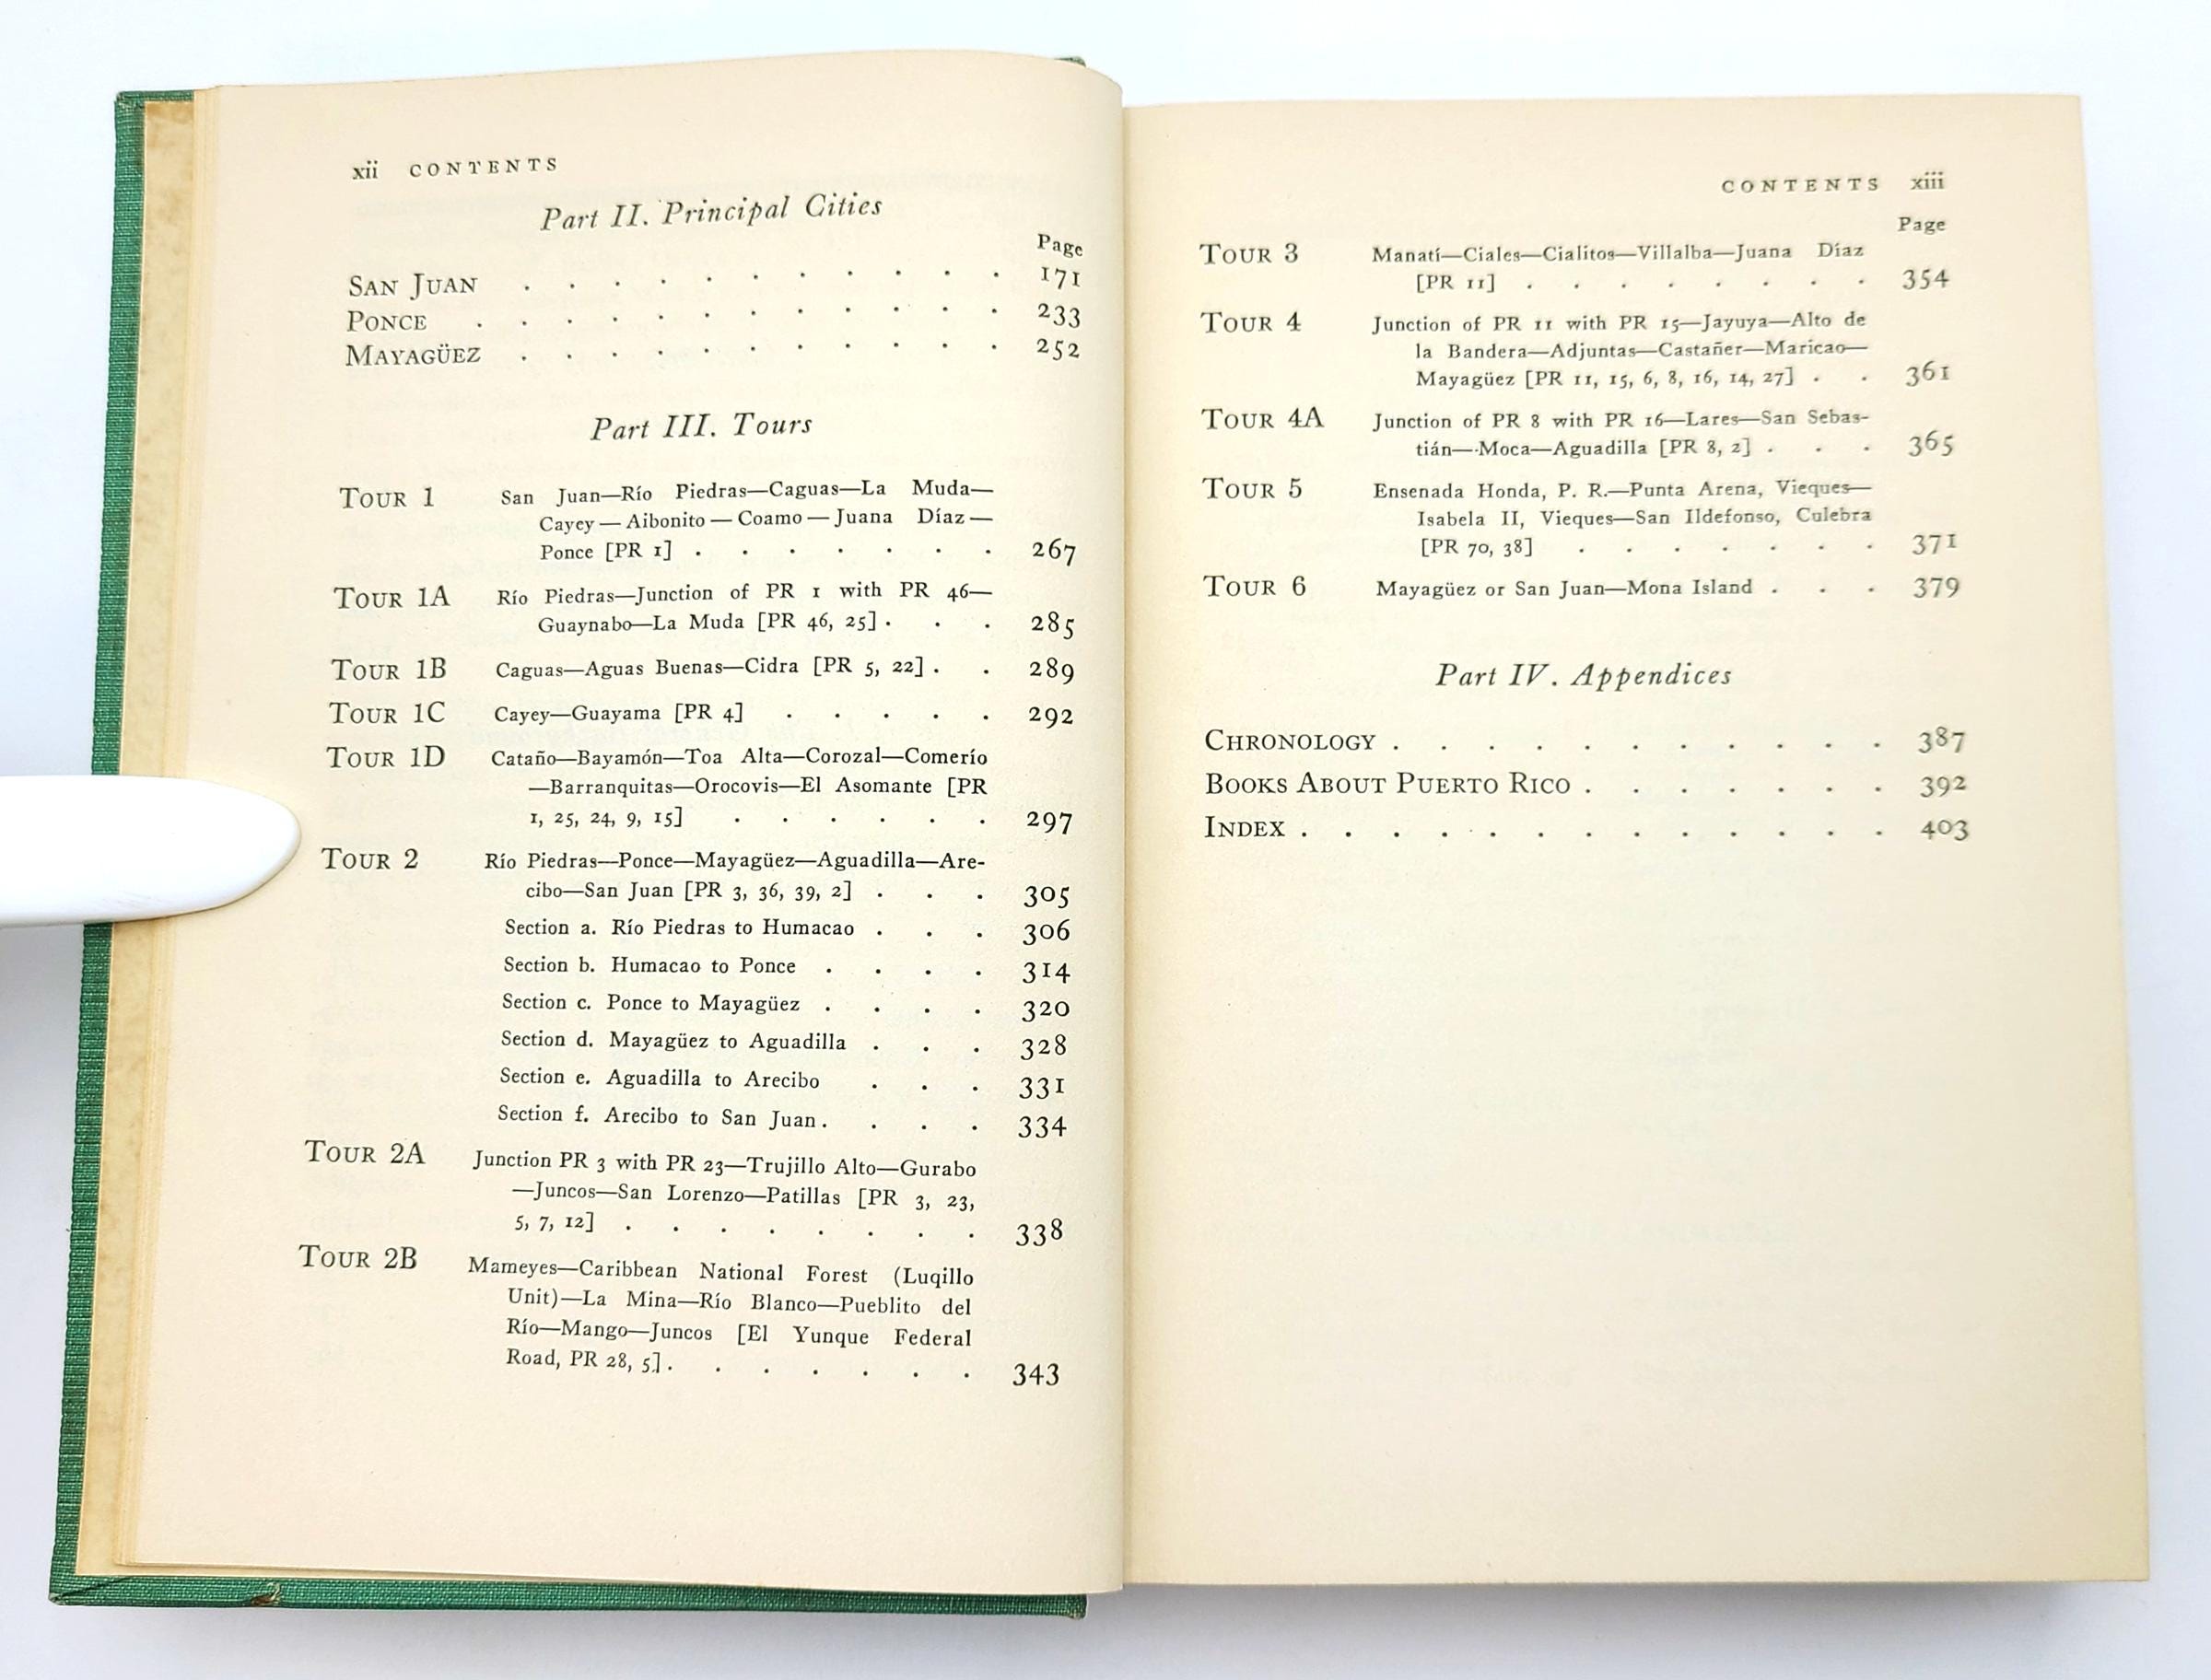 xii CONTENTS
Part II. Principal Cities
Page
SAN JUAN . . . . . . . . . . . 171
PONCE . . . . . . . . . . . . 233
MAYAGÜEZ . . . . . . . . . . . 252
Part III. Tours
TOUR 1 San Juan—Río Piedras—Caguas—La Muda—
Cayey—Aibonito—Coamo—Juana Díaz—
Ponce [PR 1] . . . . . . . 267
TOUR 1A Río Piedras—Junction of PR 1 with PR 46—
Guaynabo—La Muda [PR 46, 25] . . . 285
TOUR 1B Caguas—Aguas Buenas—Cidra [PR 5, 22] . . 289
TOUR 1C Cayey—Guayama [PR 4] . . . . . 292
TOUR 1D Cataño—Bayamón—Toa Alta—Corozal—Comerío
—Barranquitas—Orocovis—El Asomante [PR
1, 25, 24, 9, 15] . . . . . . 297
TOUR 2 Río Piedras—Ponce—Mayagüez—Aguadilla—Are-
cibo—San Juan [PR 3, 36, 39, 2] . . . 305
Section a. Río Piedras to Humacao . . . 306
Section b. Humacao to Ponce . . . . 314
Section c. Ponce to Mayagüez . . . . 320
Section d. Mayagüez to Aguadilla . . . 328
Section e. Aguadilla to Arecibo . . . 331
Section f. Arecibo to San Juan . . . . 334
TOUR 2A Junction PR 3 with PR 23—Trujillo Alto—Gurabo
—Juncos—San Lorenzo—Patillas [PR 3, 23,
5, 7, 12] . . . . . . . . 338
TOUR 2B Mameyes—Caribbean National Forest (Luqillo
Unit)—La Mina—Río Blanco—Pueblito del
Río—Mango—Juncos [El Yunque Federal
Road, PR 28, 5] . . . . . . . 343
CONTENTS xiii
Page
TOUR 3 Manatí—Ciales—Cialitos—Villalba—Juana Díaz
[PR 11] . . . . . . . . 354
TOUR 4 Junction of PR 11 with PR 15—Jayuya—Alto de
la Bandera—Adjuntas—Castañer—Maricao—
Mayagüez [PR 11, 15, 6, 8, 16, 14, 27] . . 361
TOUR 4A Junction of PR 8 with PR 16—Lares—San Sebas-
tián—Moca—Aguadilla [PR 8, 2] . . . 365
TOUR 5 Ensenada Honda, P. R.—Punta Arena, Vieques—
Isabela II, Vieques—San Ildefonso, Culebra
[PR 70, 38] . . . . . . . 371
TOUR 6 Mayagüez or San Juan—Mona Island . . . 379
Part IV. Appendices
CHRONOLOGY . . . . . . . . . . . 387
BOOKS ABOUT PUERTO RICO . . . . . . . 392
INDEX . . . . . . . . . . . . . 403